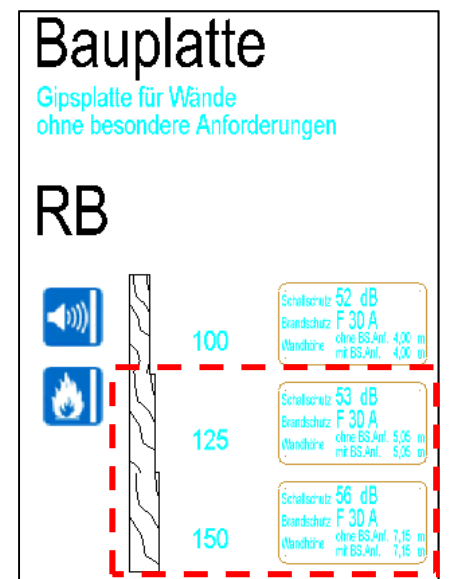 Bauplatte
Gipsplatte für Wände
ohne besondere Anforderungen
RB
100
Schallschutz 52 dB
Brandschutz F 30 A
Wandhöhe ohne BS.Anf. 4,00 m
mit BS.Anf. 4,00 m
125
Schallschutz 53 dB
Brandschutz F 30 A
Wandhöhe ohne BS.Anf. 5,05 m
mit BS.Anf. 5,05 m
150
Schallschutz 56 dB
Brandschutz F 30 A
Wandhöhe ohne BS.Anf. 7,15 m
mit BS.Anf. 7,15 m